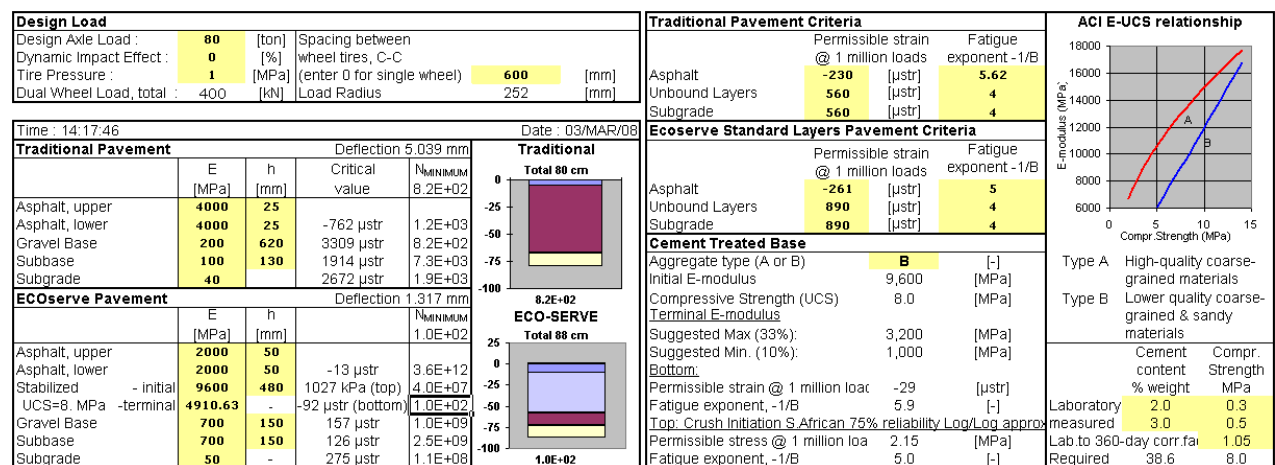 Design Load
Design Axle Load : 80 [ton] Spacing between
Dynamic Impact Effect : 0 [%] wheel tires, C-C
Tire Pressure : 1 [MPa] (enter 0 for single wheel) 600 [mm]
Dual Wheel Load, total : 400 [kN] Load Radius 252 [mm]
Time : 14:17:46 Date : 03/MAR/08
Traditional Pavement Deflection 5.039 mm
E h Critical NMINIMUM
[MPa] [mm] value 8.2E+02
Asphalt, upper 4000 25
Asphalt, lower 4000 25 -762 µstr 1.2E+03
Gravel Base 200 620 3309 µstr 8.2E+02
Subbase 100 130 1914 µstr 7.3E+03
Subgrade 40 2672 µstr 1.9E+03
ECOserve Pavement Deflection 1.317 mm
E h NMINIMUM
[MPa] [mm] 1.0E+02
Asphalt, upper 2000 50
Asphalt, lower 2000 50 -13 µstr 3.6E+12
Stabilized - initial 9600 480 1027 kPa (top) 4.0E+07
UCS=8. MPa -terminal 4910.63 - -92 µstr (bottom) 1.0E+02
Gravel Base 700 150 157 µstr 1.0E+09
Subbase 700 150 126 µstr 2.5E+09
Subgrade 50 - 275 µstr 1.1E+08
Traditional
Total 80 cm
0
-25
-50
-75
-100
8.2E+02
ECO-SERVE
Total 88 cm
25
0
-25
-50
-75
-100
1.0E+02
Traditional Pavement Criteria
Permissible strain Fatigue
@ 1 million loads exponent -1/B
Asphalt -230 [µstr] 5.62
Unbound Layers 560 [µstr] 4
Subgrade 560 [µstr] 4
Ecoserve Standard Layers Pavement Criteria
Permissible strain Fatigue
@ 1 million loads exponent -1/B
Asphalt -261 [µstr] 5
Unbound Layers 890 [µstr] 4
Subgrade 890 [µstr] 4
Cement Treated Base
Aggregate type (A or B) B [-]
Initial E-modulus 9,600 [MPa]
Compressive Strength (UCS) 8.0 [MPa]
Terminal E-modulus
Suggested Max (33%): 3,200 [MPa]
Suggested Min. (10%): 1,000 [MPa]
Bottom:
Permissible strain @ 1 million loac -29 [µstr]
Fatigue exponent, -1/B 5.9 [-]
Top: Crush Initiation S.African 75% reliability Log/Log approx
Permissible stress @ 1 million loa 2.15 [MPa]
Fatigue exponent, -1/B 5.0 [-]
ACI E-UCS relationship
E-modulus (MPa)
18000
16000
14000
12000
10000
8000
6000
A
B
0 5 10 15
Compr.Strength (MPa)
Type A High-quality coarse-
grained materials
Type B Lower quality coarse-
grained & sandy
materials
Cement Compr.
content Strength
% weight MPa
Laboratory 2.0 0.3
measured 3.0 0.5
Lab.to 360-day corr.fac 1.05
Required 38.6 8.0